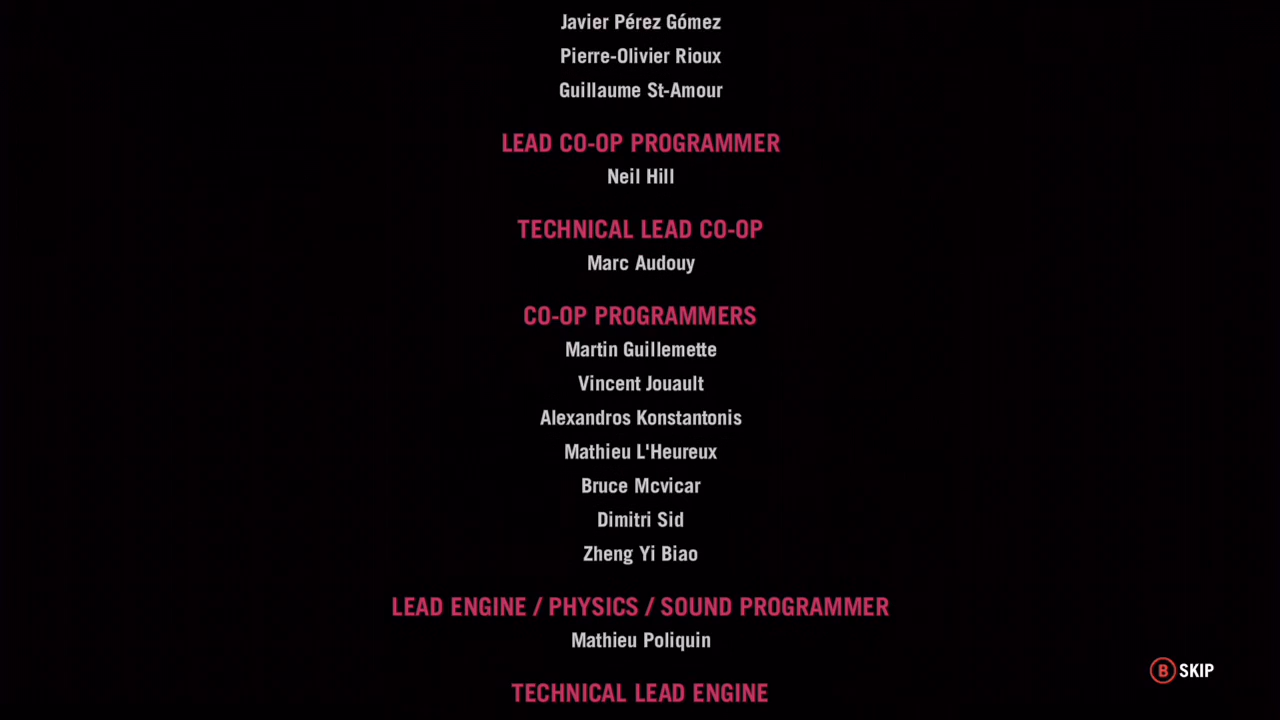 Javier Pérez Gómez
Pierre-Olivier Rioux
Guillaume St-Amour
LEAD CO-OP PROGRAMMER
Neil Hill
TECHNICAL LEAD CO-OP
Marc Audouy
CO-OP PROGRAMMERS
Martin Guillemette
Vincent Jouault
Alexandros Konstantonis
Mathieu L'Heureux
Bruce Mcvicar
Dimitri Sid
Zheng Yi Biao
LEAD ENGINE / PHYSICS / SOUND PROGRAMMER
Mathieu Poliquin
B SKIP
TECHNICAL LEAD ENGINE